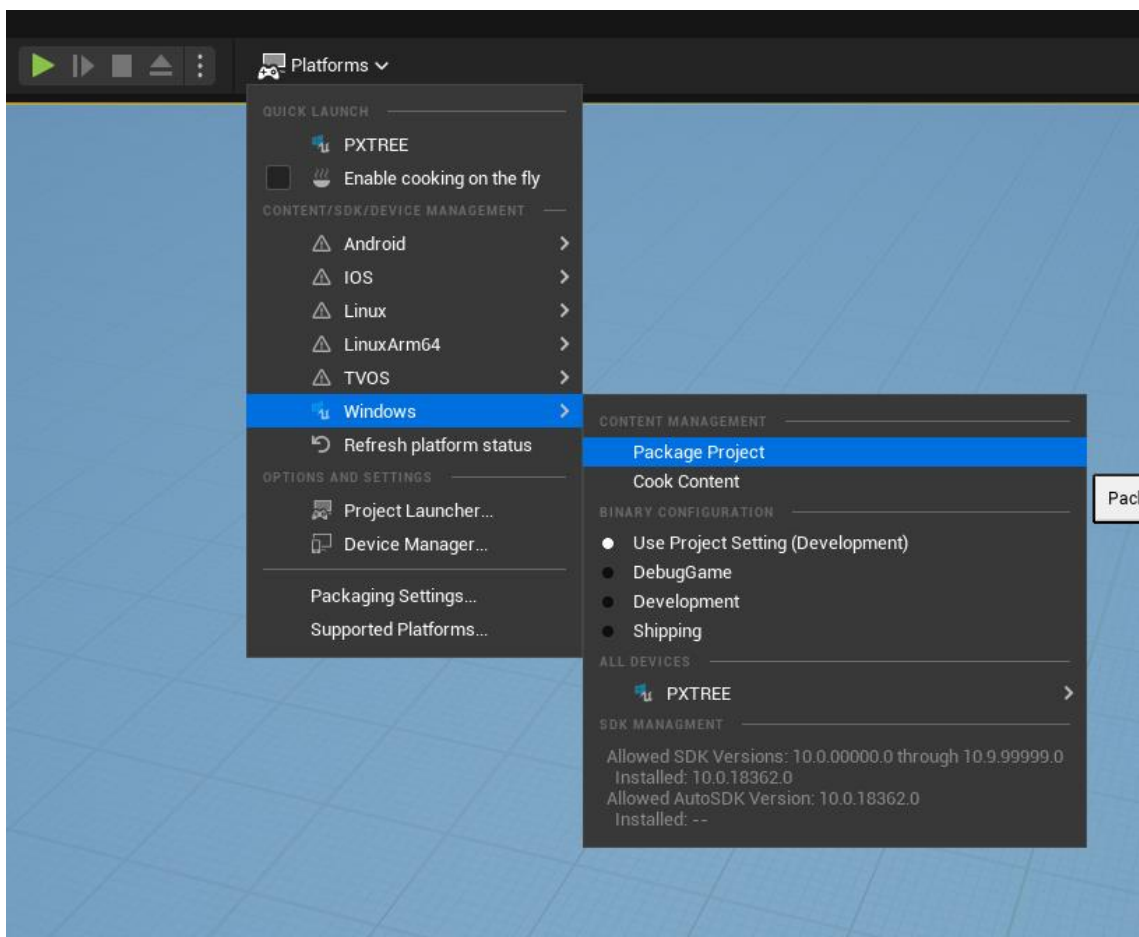 Platforms
QUICK LAUNCH
PXTREE
Enable cooking on the fly
CONTENT/SDK/DEVICE MANAGEMENT
Android
IOS
Linux
LinuxArm64
TVOS
Windows
Refresh platform status
OPTIONS AND SETTINGS
Project Launcher...
Device Manager...
Packaging Settings...
Supported Platforms...
CONTENT MANAGEMENT
Package Project
Cook Content
BINARY CONFIGURATION
Use Project Setting (Development)
DebugGame
Development
Shipping
ALL DEVICES
PXTREE
SDK MANAGMENT
Allowed SDK Versions: 10.0.00000.0 through 10.9.99999.0
Installed: 10.0.18362.0
Allowed AutoSDK Version: 10.0.18362.0
Installed: --